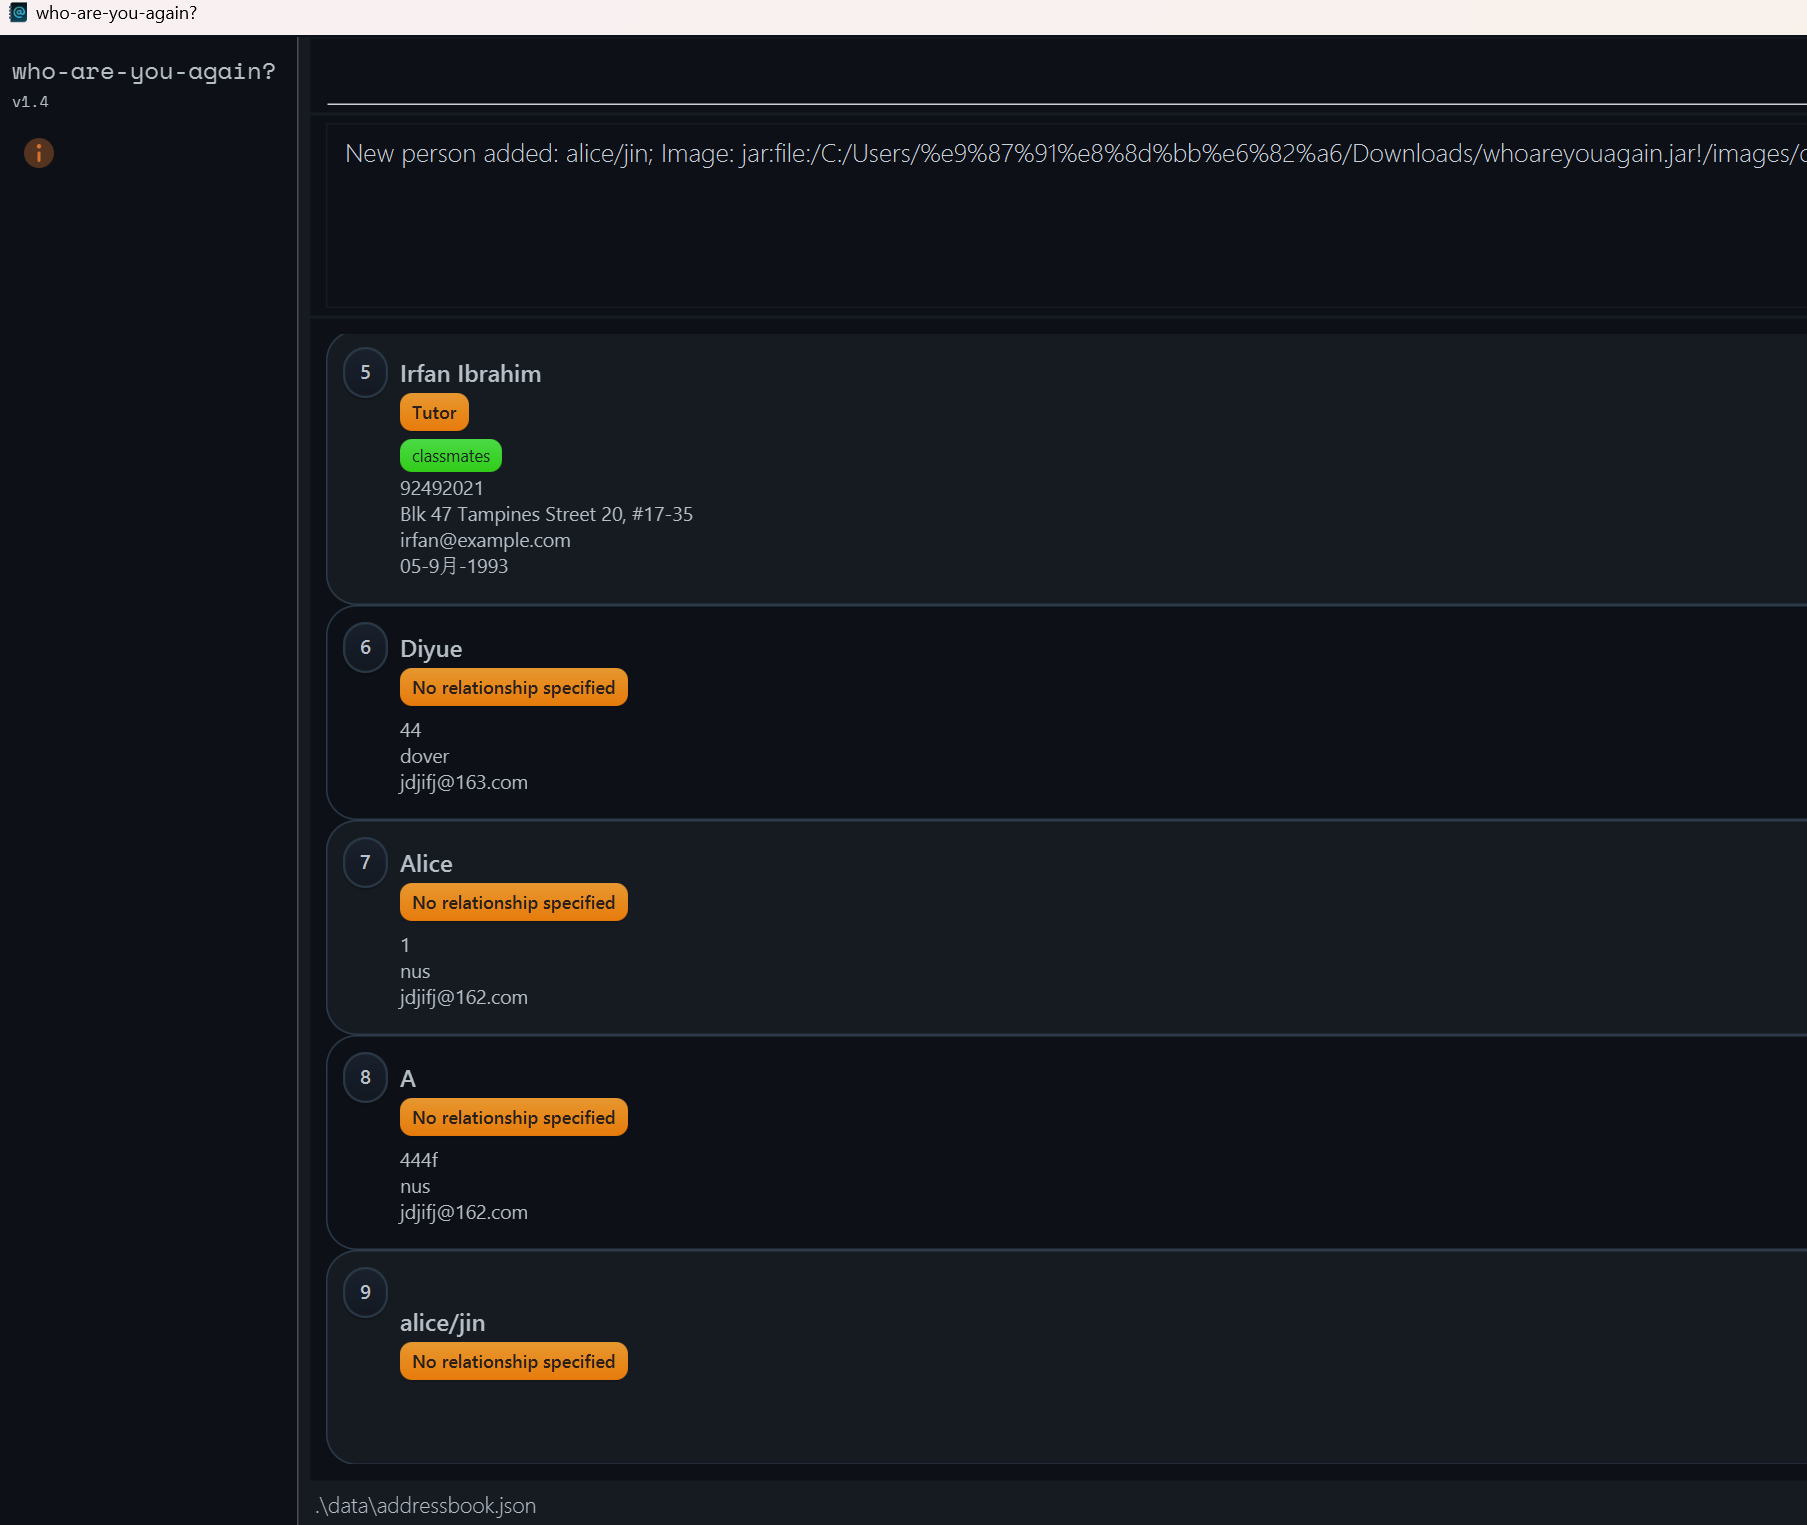 who-are-you-again?
who-are-you-again?
v1.4
New person added: alice/jin; Image: jar:file:/C:/Users/%e9%87%91%e8%8d%bb%e6%82%a6/Downloads/whoareyouagain.jar!/images/
5
Irfan Ibrahim
Tutor
classmates
92492021
Blk 47 Tampines Street 20, #17-35
irfan@example.com
05-9月-1993
6
Diyue
No relationship specified
44
dover
jdjifj@163.com
7
Alice
No relationship specified
1
nus
jdjifj@162.com
8
A
No relationship specified
444f
nus
jdjifj@162.com
9
alice/jin
No relationship specified
.\data\addressbook.json